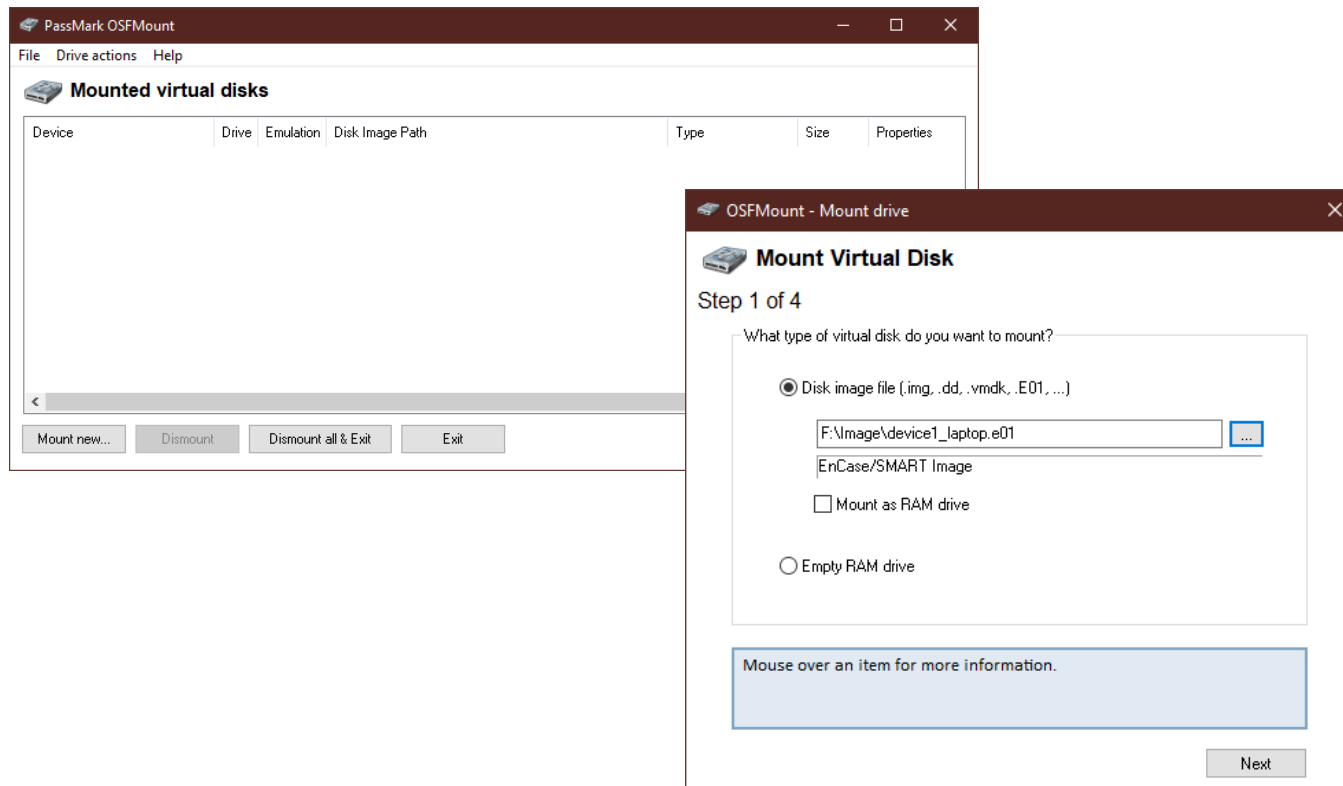 PassMark OSFMount
File Drive actions Help
Mounted virtual disks
Device Drive Emulation Disk Image Path Type Size Properties
Mount new... Dismount Dismount all & Exit Exit
OSFMount - Mount drive
Mount Virtual Disk
Step 1 of 4
What type of virtual disk do you want to mount?
Disk image file (.img, .dd, .vmdk, .E01, ...)
F:\Image\device1_laptop.e01 ...
EnCase/SMART Image
Mount as RAM drive
Empty RAM drive
Mouse over an item for more information.
Next